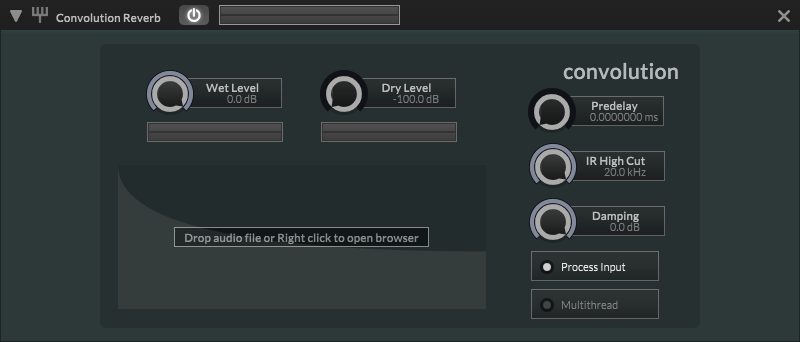 Convolution Reverb
convolution
Wet Level
0.0 dB
Dry Level
-100.0 dB
Predelay
0.0000000 ms
IR High Cut
20.0 kHz
Damping
0.0 dB
Drop audio file or Right click to open browser
Process Input
Multithread